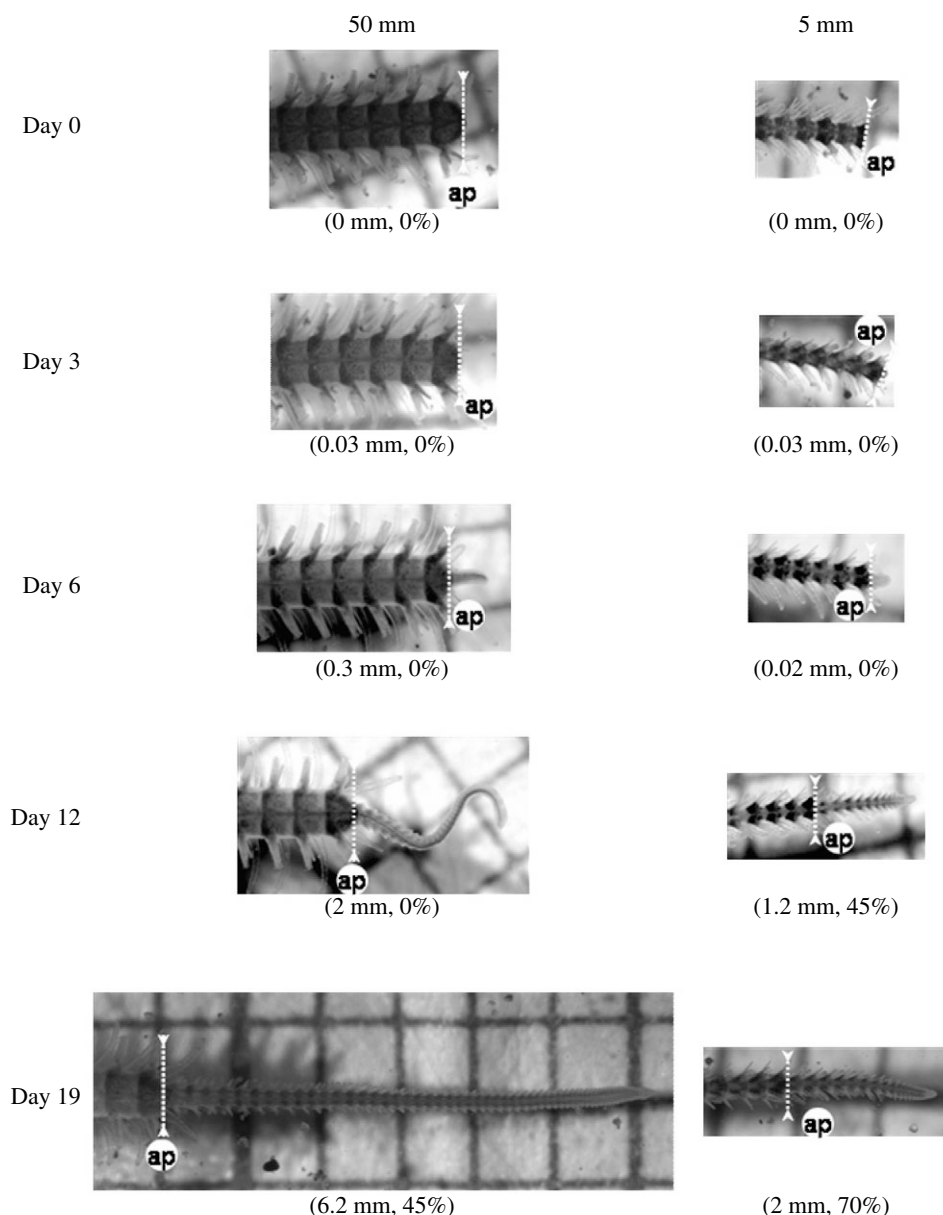 50 mm 5 mm
Day 0
ap ap
(0 mm, 0%) (0 mm, 0%)
Day 3
ap ap
(0.03 mm, 0%) (0.03 mm, 0%)
Day 6
ap ap
(0.3 mm, 0%) (0.02 mm, 0%)
Day 12
ap ap
(2 mm, 0%) (1.2 mm, 45%)
Day 19
ap ap
(6.2 mm, 45%) (2 mm, 70%)